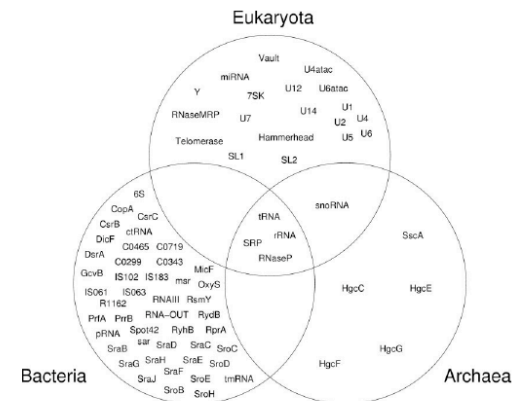 Eukaryota
Vault
U4atac
miRNA
U12 U6atac
Y
7SK
RNaseMRP
U14
U1
U7
U2 U4
Telomerase
Hammerhead
U5 U6
SL1
SL2
6S
tRNA
snoRNA
CopA
CsrB CsrC
ctRNA
DicF
rRNA
SRP
SscA
DsrA C0465 C0719
RNaseP
GcvB C0299 C0343 MicF
IS102 IS183 msr OxyS
HgcC HgcE
IS061 IS063
R1162 RNAIII RsmY
PrfA PrrB RNA-OUT RydB
pRNA Spot42 RyhB RprA
sar
SraB SraD SraC SroC
HgcG
SraG SraH SraE SroD
HgcF
SraF
SraJ SroE tmRNA
SroB SroH
Bacteria
Archaea